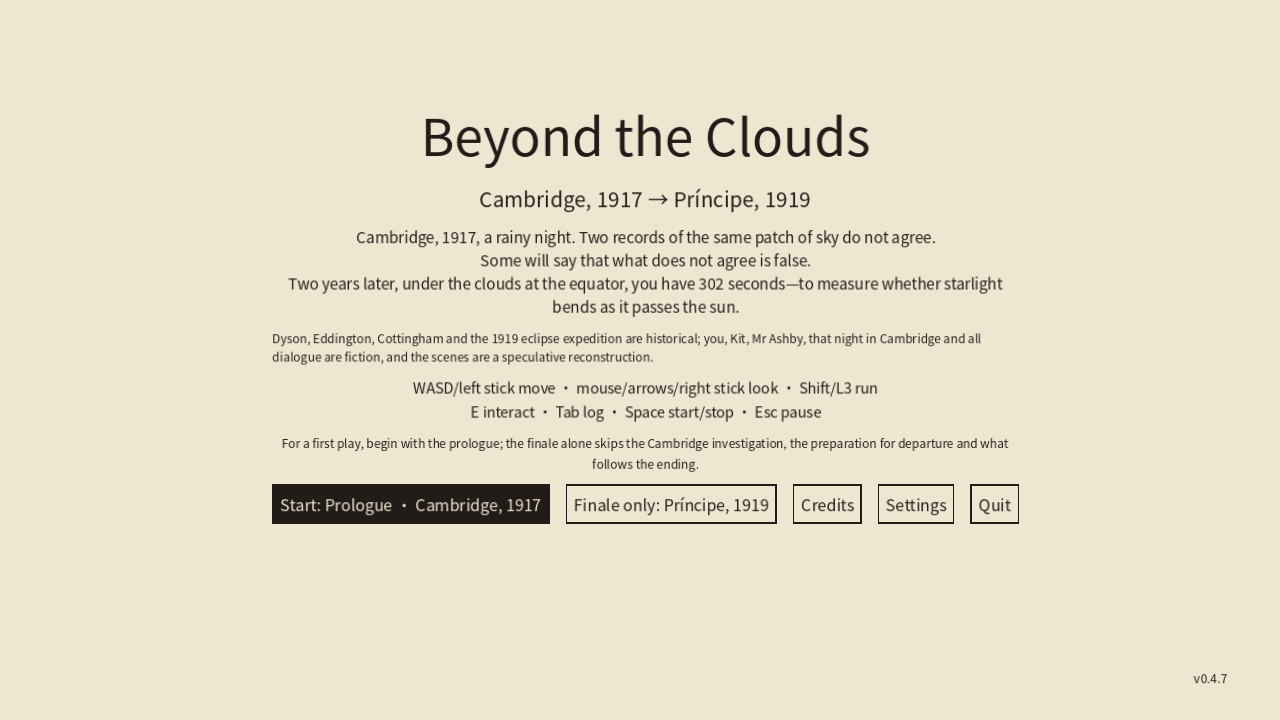 Beyond the Clouds
Cambridge, 1917 → Príncipe, 1919
Cambridge, 1917, a rainy night. Two records of the same patch of sky do not agree.
Some will say that what does not agree is false.
Two years later, under the clouds at the equator, you have 302 seconds—to measure whether starlight
bends as it passes the sun.
Dyson, Eddington, Cottingham and the 1919 eclipse expedition are historical; you, Kit, Mr Ashby, that night in Cambridge and all
dialogue are fiction, and the scenes are a speculative reconstruction.
WASD/left stick move · mouse/arrows/right stick look · Shift/L3 run
E interact · Tab log · Space start/stop · Esc pause
For a first play, begin with the prologue; the finale alone skips the Cambridge investigation, the preparation for departure and what
follows the ending.
Start: Prologue · Cambridge, 1917
Finale only: Príncipe, 1919
Credits
Settings
Quit
v0.4.7